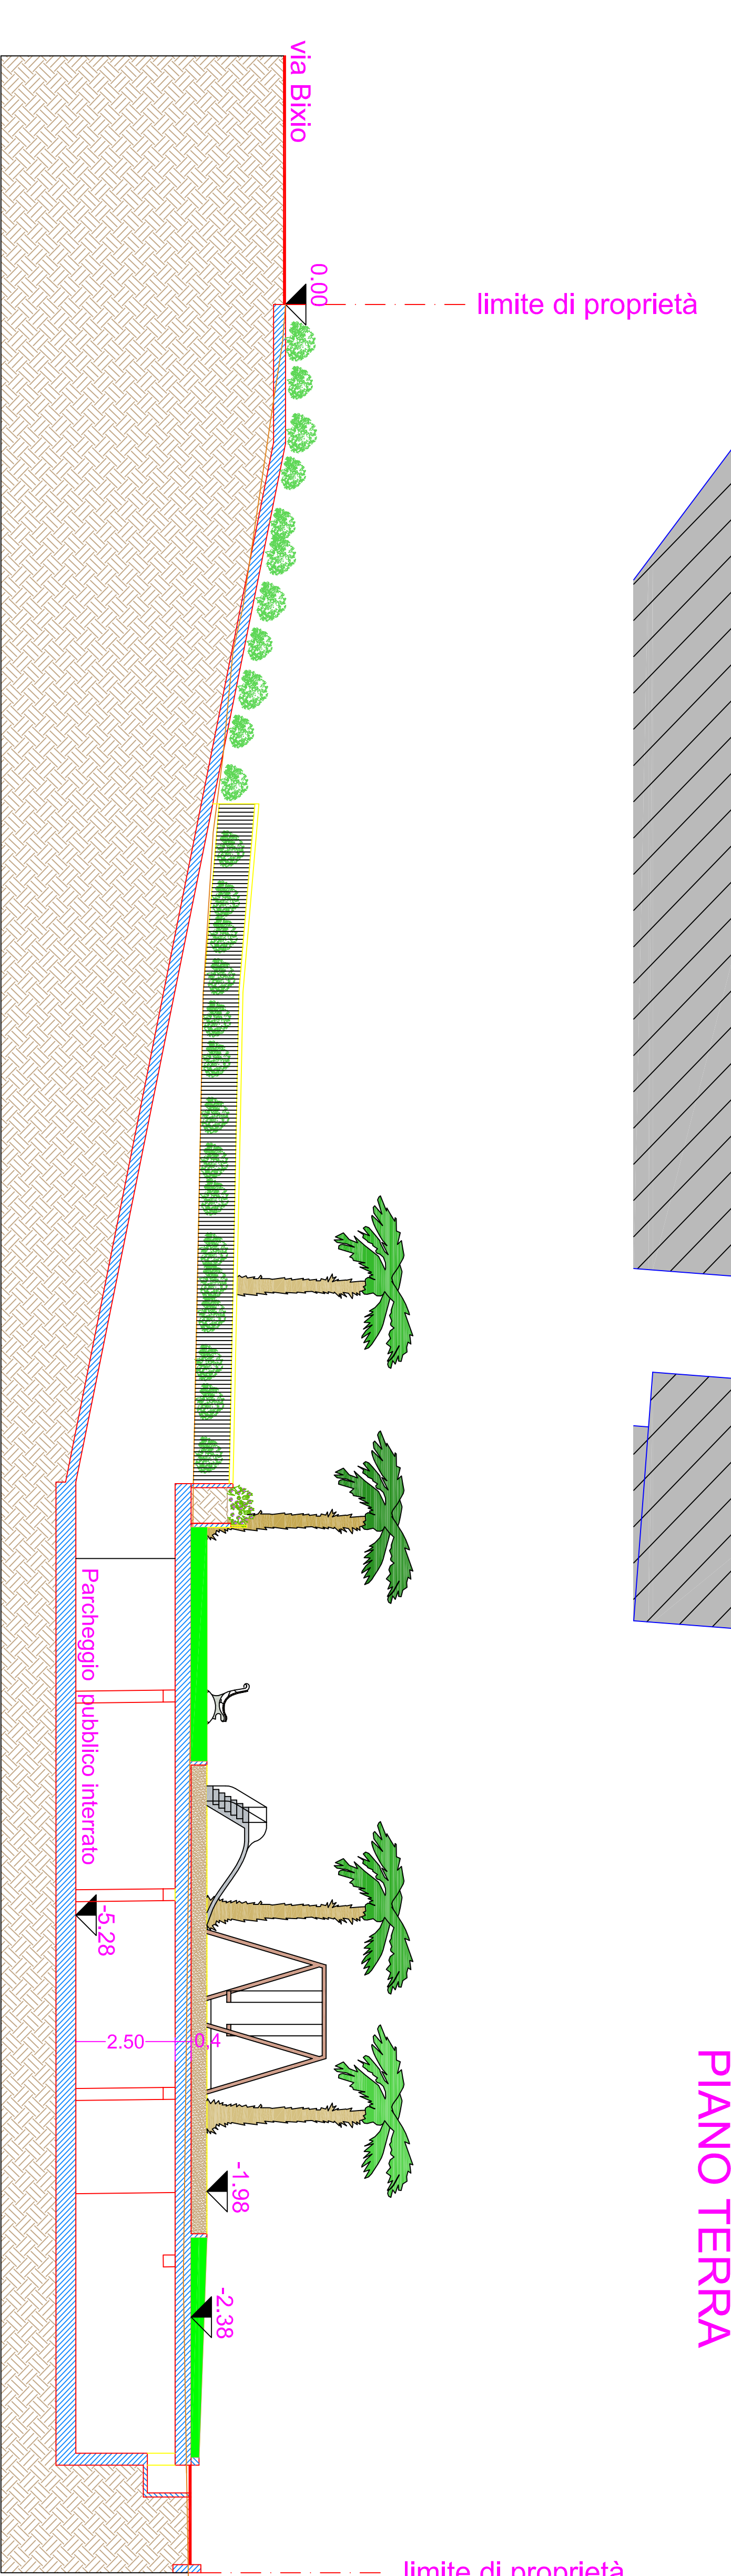 via Bixio
0.00
limite di proprietà
Parcheggio pubblico interrato
-5.28
2.50
0,4
-1.98
-2.38
PIANO TERRA
limite di proprietà